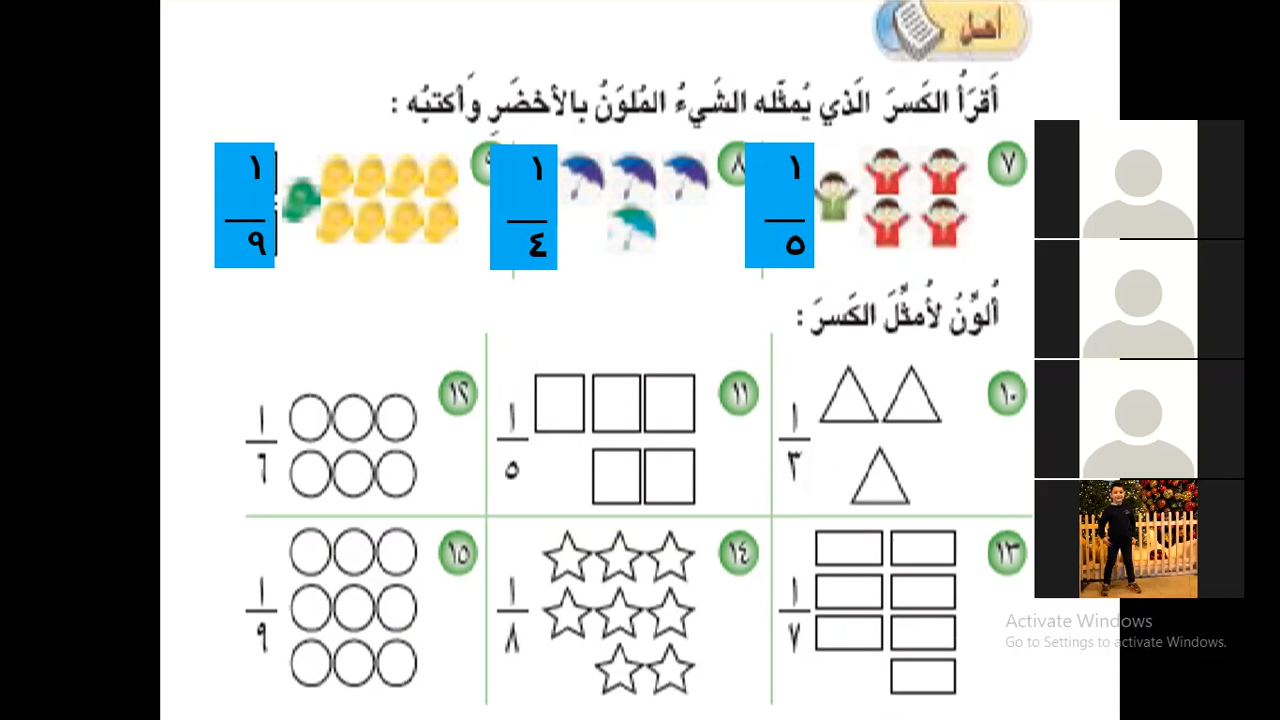 أحل
أَقرَأُ الكَسرَ الَّذي يُمثّله الشَيءُ المُلوَنُ بالأخضَرِ وَأكتبُه :
٧ ١/٥ ٨ ١/٤ ١/٩
أُلوِّنُ لأُمثِّلَ الكَسرَ :
١٠ ١/٣ ١١ ١/٥ ١٢ ١/٦
١٣ ١/٧ ١٤ ١/٨ ١٥ ١/٩
Activate Windows
Go to Settings to activate Windows.